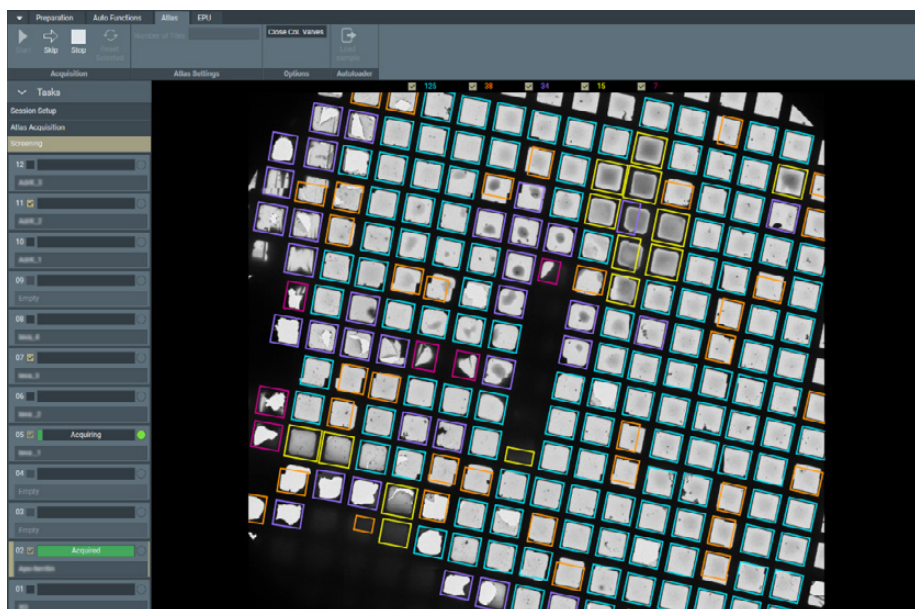 Preparation Auto Functions Atlas EPU
Start Skip Stop Reset Selected
Number of Tiles
Close Col. Valves
Load sample
Acquisition Atlas Settings Options Autoloader
Tasks
125 38 34 15 7
Session Setup
Atlas Acquisition
Screening
12
11
10
09
Empty
08
07
06
05 Acquiring
04
Empty
03
Empty
02 Acquired
01